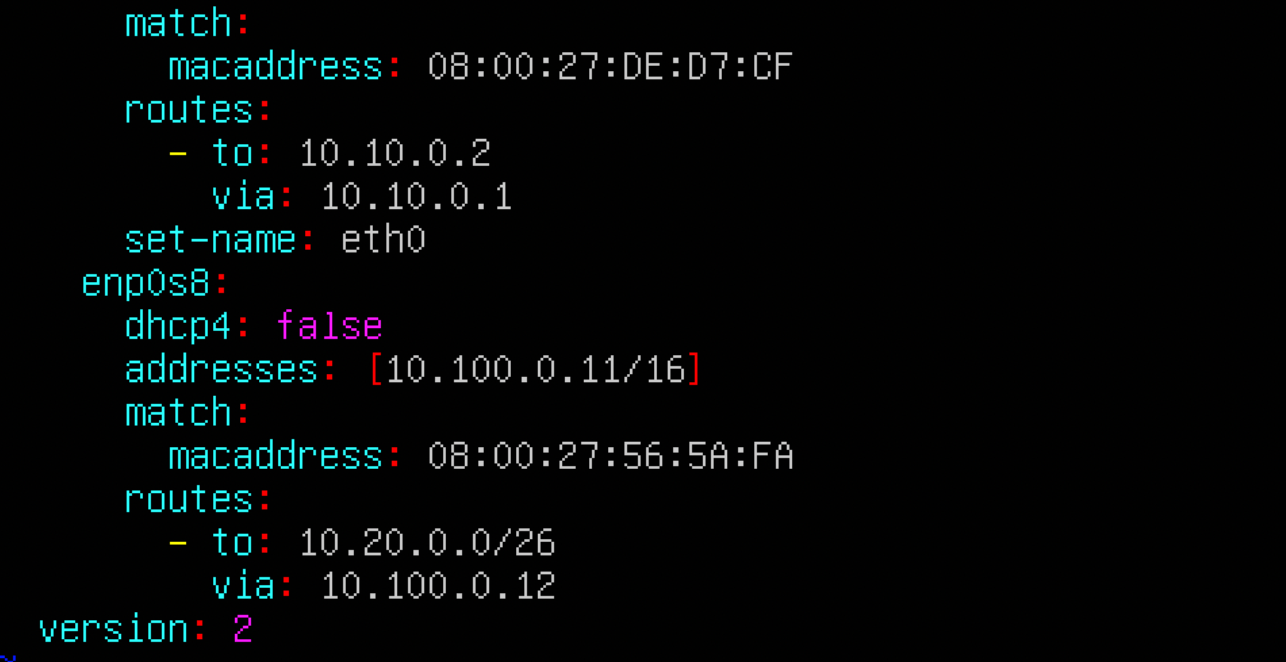 match:
macaddress: 08:00:27:DE:D7:CF
routes:
- to: 10.10.0.2
via: 10.10.0.1
set-name: eth0
enp0s8:
dhcp4: false
addresses: [10.100.0.11/16]
match:
macaddress: 08:00:27:56:5A:FA
routes:
- to: 10.20.0.0/26
via: 10.100.0.12
version: 2
~